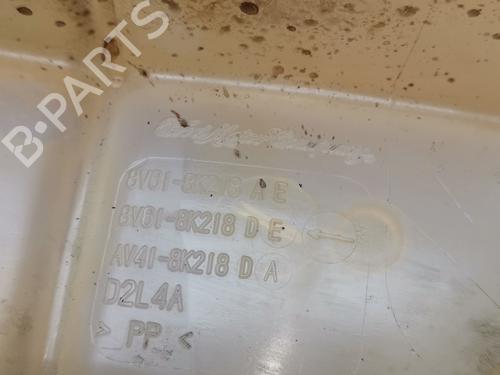 B-PARTS
8V61-8K218 A E
8V61-8K218 D E
AV41-8K218 D A
D2L4A
> PP <